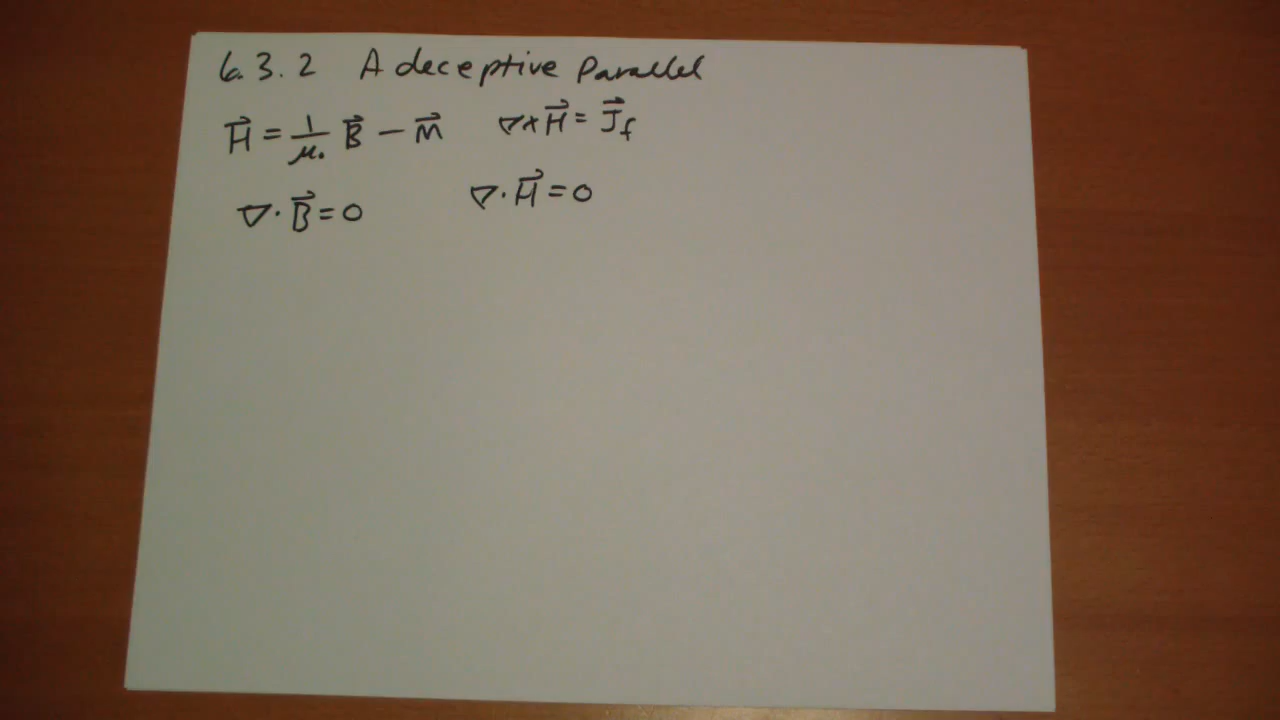 6.3.2 A deceptive Parallel
H⃗ = 1/μ₀ B⃗ − M⃗ ∇×H⃗ = J⃗f
∇·B⃗ = 0 ∇·H⃗ = 0